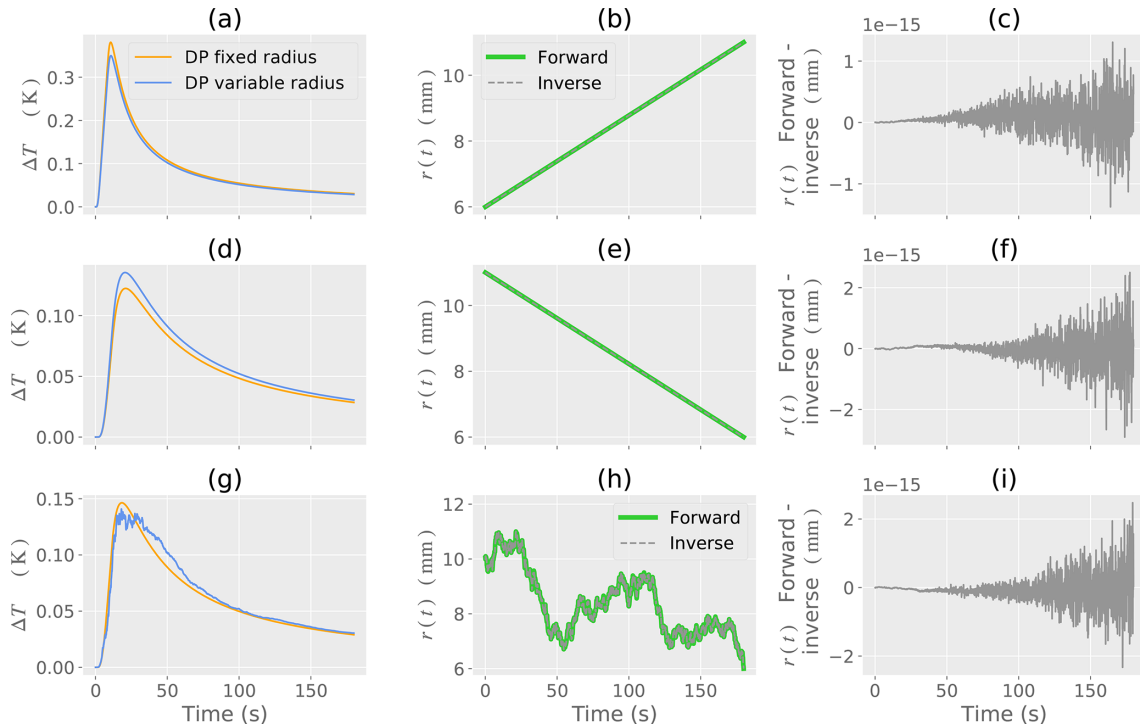 (a)
(b)
(c)
ΔT (K)
0.3
0.2
0.1
0.0
DP fixed radius
DP variable radius
r(t) (mm)
10
8
6
Forward
Inverse
r(t) Forward -
inverse (mm)
1e−15
1
0
−1
(d)
(e)
(f)
ΔT (K)
0.10
0.05
0.00
r(t) (mm)
10
8
6
r(t) Forward -
inverse (mm)
1e−15
2
0
−2
(g)
(h)
(i)
ΔT (K)
0.15
0.10
0.05
0.00
0 50 100 150
Time (s)
r(t) (mm)
12
10
8
6
Forward
Inverse
0 50 100 150
Time (s)
r(t) Forward -
inverse (mm)
1e−15
2
0
−2
0 50 100 150
Time (s)